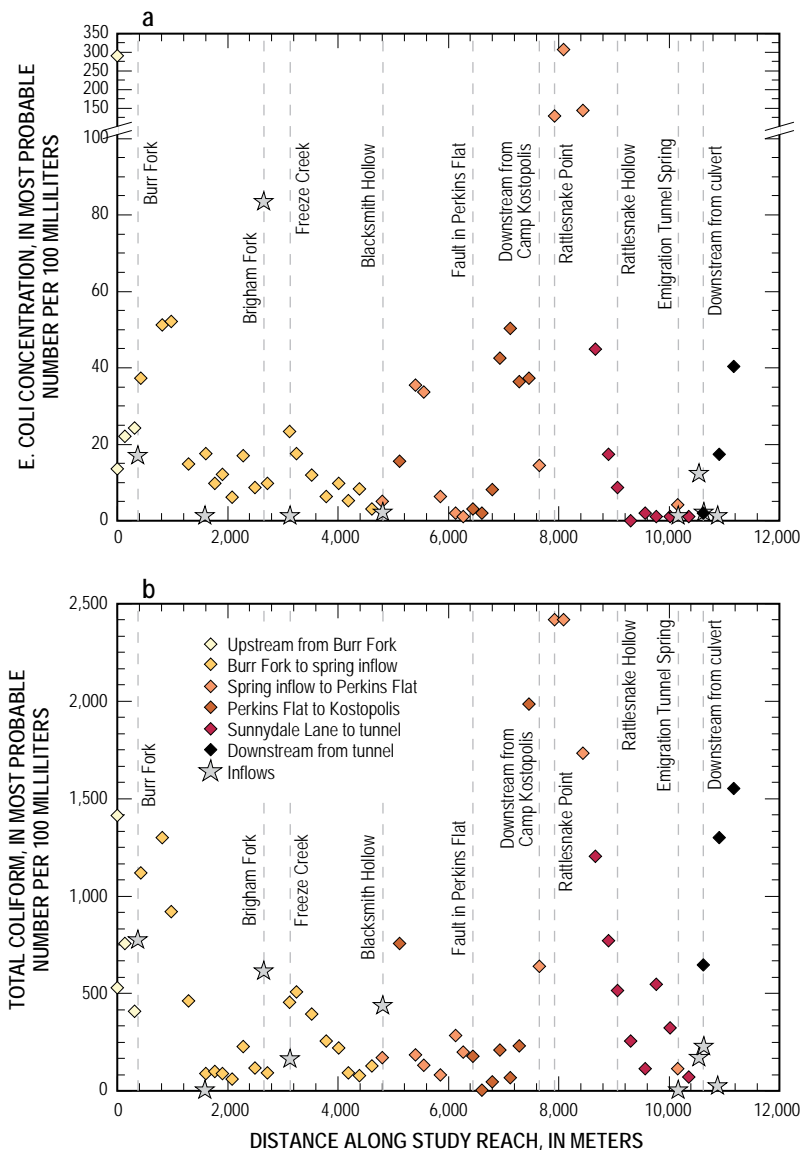 a
350
300
250
200
150
100
80
60
40
20
0
E. COLI CONCENTRATION, IN MOST PROBABLE
NUMBER PER 100 MILLILITERS
Burr Fork
Brigham Fork
Freeze Creek
Blacksmith Hollow
Fault in Perkins Flat
Downstream from
Camp Kostopolis
Rattlesnake Point
Rattlesnake Hollow
Emigration Tunnel Spring
Downstream from culvert
0
2,000
4,000
6,000
8,000
10,000
12,000
b
2,500
2,000
1,500
1,000
500
0
TOTAL COLIFORM, IN MOST PROBABLE
NUMBER PER 100 MILLILITERS
Upstream from Burr Fork
Burr Fork to spring inflow
Spring inflow to Perkins Flat
Perkins Flat to Kostopolis
Sunnydale Lane to tunnel
Downstream from tunnel
Inflows
Burr Fork
Brigham Fork
Freeze Creek
Blacksmith Hollow
Fault in Perkins Flat
Downstream from
Camp Kostopolis
Rattlesnake Point
Rattlesnake Hollow
Emigration Tunnel Spring
Downstream from culvert
0
2,000
4,000
6,000
8,000
10,000
12,000
DISTANCE ALONG STUDY REACH, IN METERS